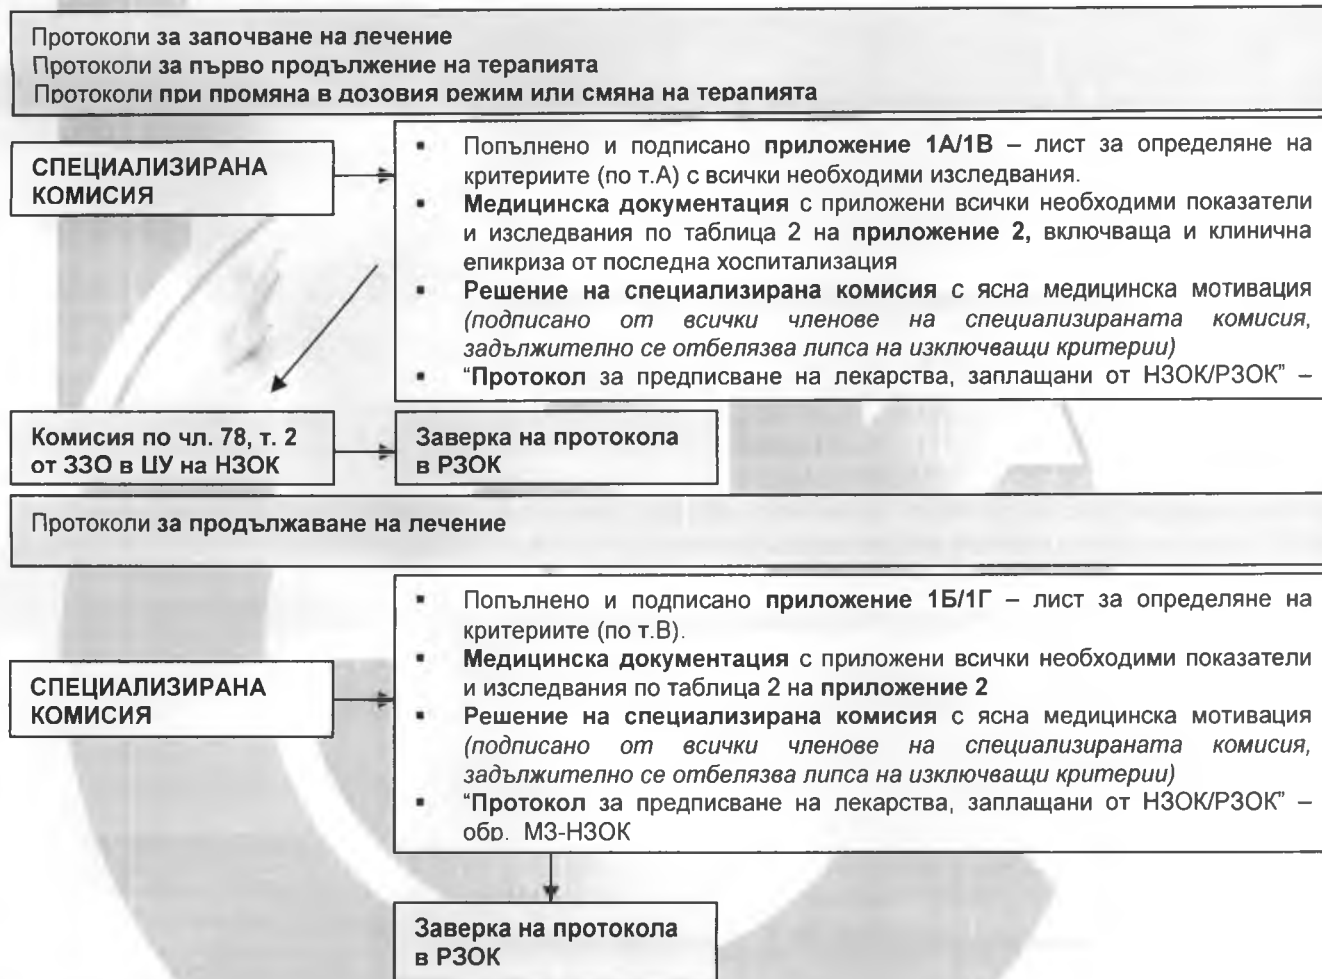 Протоколи за започване на лечение
Протоколи за първо продължение на терапията
Протоколи при промяна в дозовия режим или смяна на терапията
СПЕЦИАЛИЗИРАНА
КОМИСИЯ
▪ Попълнено и подписано приложение 1А/1В – лист за определяне на
критериите (по т.А) с всички необходими изследвания.
▪ Медицинска документация с приложени всички необходими показатели
и изследвания по таблица 2 на приложение 2, включваща и клинична
епикриза от последна хоспитализация
▪ Решение на специализирана комисия с ясна медицинска мотивация
(подписано от всички членове на специализираната комисия,
задължително се отбелязва липса на изключващи критерии)
▪ “Протокол за предписване на лекарства, заплащани от НЗОК/РЗОК” –
Комисия по чл. 78, т. 2
от ЗЗО в ЦУ на НЗОК
Заверка на протокола
в РЗОК
Протоколи за продължаване на лечение
▪ Попълнено и подписано приложение 1Б/1Г – лист за определяне на
критериите (по т.В).
▪ Медицинска документация с приложени всички необходими показатели
и изследвания по таблица 2 на приложение 2
▪ Решение на специализирана комисия с ясна медицинска мотивация
(подписано от всички членове на специализираната комисия,
задължително се отбелязва липса на изключващи критерии)
▪ “Протокол за предписване на лекарства, заплащани от НЗОК/РЗОК” –
обр. МЗ-НЗОК
СПЕЦИАЛИЗИРАНА
КОМИСИЯ
Заверка на протокола
в РЗОК